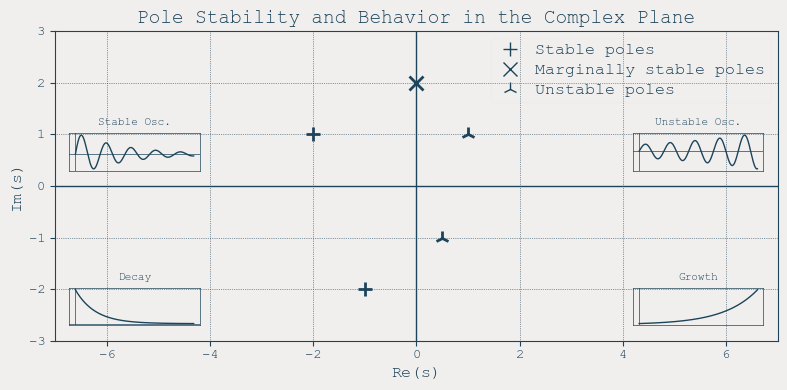 Pole Stability and Behavior in the Complex Plane
3
2
1
0
−1
−2
−3
Im(s)
Stable poles
Marginally stable poles
Unstable poles
Stable Osc.
Unstable Osc.
Decay
Growth
−6
−4
−2
0
2
4
6
Re(s)